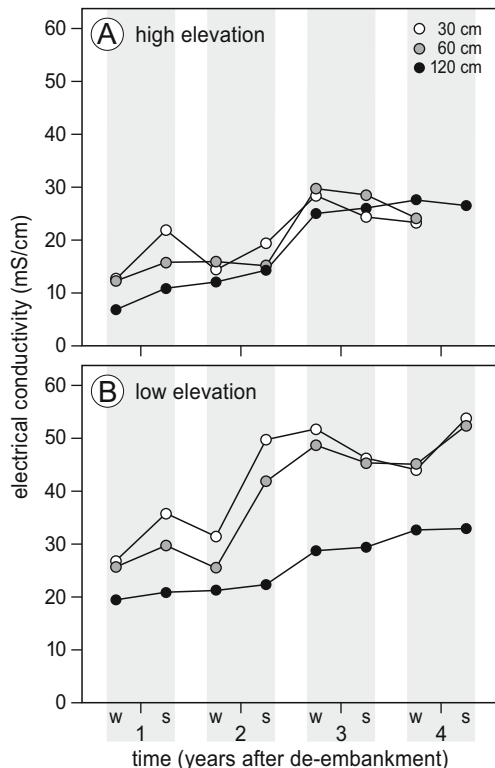 A high elevation
30 cm
60 cm
120 cm
60
50
40
30
20
10
0
B low elevation
60
50
40
30
20
10
0
electrical conductivity (mS/cm)
w s w s w s w s
1 2 3 4
time (years after de-embankment)